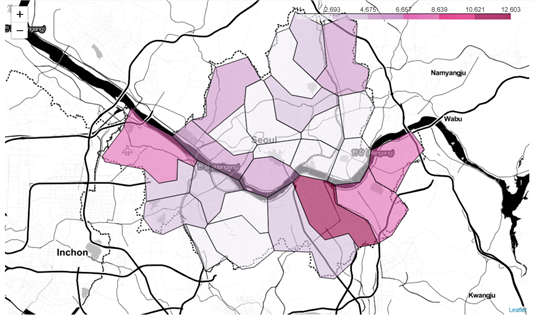 +
−
2,693 4,675 6,657 8,639 10,621 12,603
Namyangju
Wabu
Seoul
Inchon
Kwangju
Leaflet